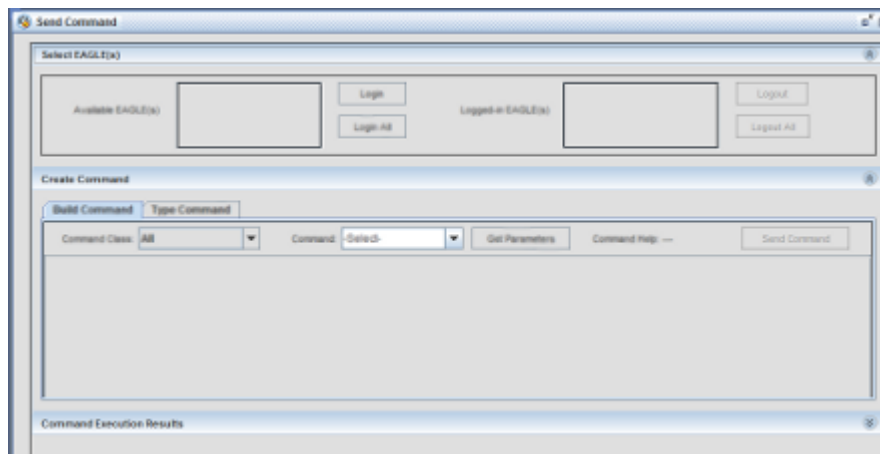 Send Command
Select EAGLE(s)
Available EAGLE(s)
Login
Login All
Logged-in EAGLE(s)
Logout
Logout All
Create Command
Build Command Type Command
Command Class: All Command: -Select- Get Parameters Command Help: --- Send Command
Command Execution Results